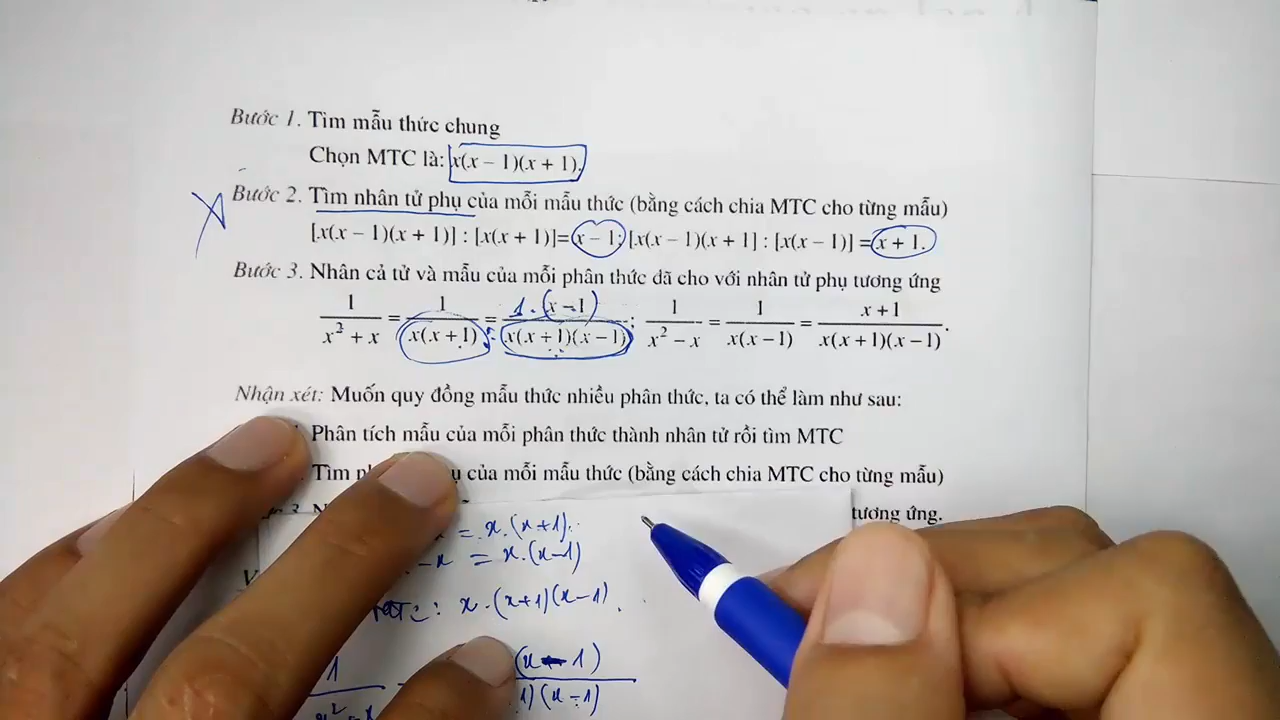 Bước 1. Tìm mẫu thức chung
Chọn MTC là: x(x – 1)(x + 1).
Bước 2. Tìm nhân tử phụ của mỗi mẫu thức (bằng cách chia MTC cho từng mẫu)
[x(x – 1)(x + 1)] : [x(x + 1)]= x – 1; [x(x – 1)(x + 1] : [x(x – 1)] = x + 1.
Bước 3. Nhân cả tử và mẫu của mỗi phân thức đã cho với nhân tử phụ tương ứng
1/(x² + x) = 1/(x(x + 1)) = 1.(x – 1)/(x(x + 1)(x – 1)); 1/(x² – x) = 1/(x(x – 1)) = (x + 1)/(x(x + 1)(x – 1)).
Nhận xét: Muốn quy đồng mẫu thức nhiều phân thức, ta có thể làm như sau:
Phân tích mẫu của mỗi phân thức thành nhân tử rồi tìm MTC
Tìm của mỗi mẫu thức (bằng cách chia MTC cho từng mẫu)
tương ứng.
= x.(x+1)
– x = x.(x–1)
MTC: x.(x+1)(x–1).
1 (x–1)
1)(x–1)